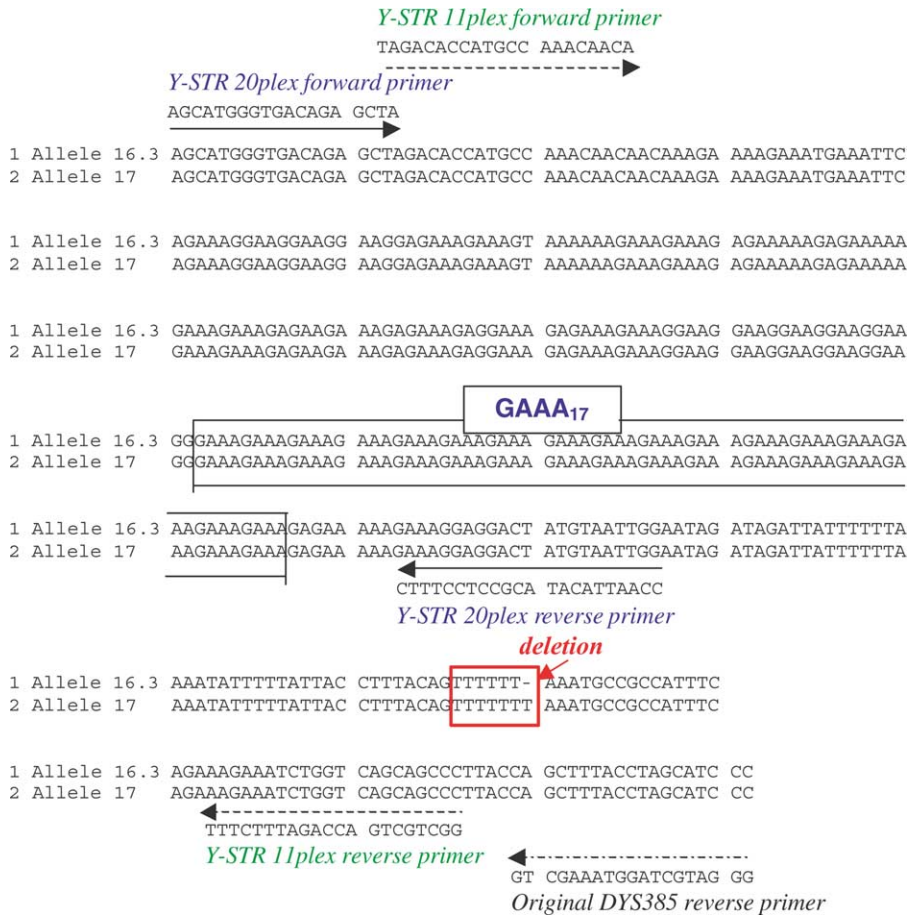 Y-STR 11plex forward primer
TAGACACCATGCC AAACAACA
Y-STR 20plex forward primer
AGCATGGGTGACAGA GCTA
1 Allele 16.3 AGCATGGGTGACAGA GCTAGACACCATGCC AAACAACAACAAAGA AAAGAAATGAAATTC
2 Allele 17 AGCATGGGTGACAGA GCTAGACACCATGCC AAACAACAACAAAGA AAAGAAATGAAATTC
1 Allele 16.3 AGAAAGGAAGGAAGG AAGGAGAAAGAAAGT AAAAAAGAAAGAAAG AGAAAAAGAGAAAAA
2 Allele 17 AGAAAGGAAGGAAGG AAGGAGAAAGAAAGT AAAAAAGAAAGAAAG AGAAAAAGAGAAAAA
1 Allele 16.3 GAAAGAAAGAGAAGA AAGAGAAAGAGGAAA GAGAAAGAAAGGAAG GAAGGAAGGAAGGAA
2 Allele 17 GAAAGAAAGAGAAGA AAGAGAAAGAGGAAA GAGAAAGAAAGGAAG GAAGGAAGGAAGGAA
GAAA17
1 Allele 16.3 GGGAAAGAAAGAAAG AAAGAAAGAAAGAAA GAAAGAAAGAAAGAA AGAAAGAAAGAAAGA
2 Allele 17 GGGAAAGAAAGAAAG AAAGAAAGAAAGAAA GAAAGAAAGAAAGAA AGAAAGAAAGAAAGA
1 Allele 16.3 AAGAAAGAAAGAGAA AAAGAAAGGAGGACT ATGTAATTGGAATAG ATAGATTATTTTTTA
2 Allele 17 AAGAAAGAAAGAGAA AAAGAAAGGAGGACT ATGTAATTGGAATAG ATAGATTATTTTTTA
CTTTCCTCCGCA TACATTAACC
Y-STR 20plex reverse primer
deletion
1 Allele 16.3 AAATATTTTTATTAC CTTTACAGTTTTTT- AAATGCCGCCATTTC
2 Allele 17 AAATATTTTTATTAC CTTTACAGTTTTTTT AAATGCCGCCATTTC
1 Allele 16.3 AGAAAGAAATCTGGT CAGCAGCCCTTACCA GCTTTACCTAGCATC CC
2 Allele 17 AGAAAGAAATCTGGT CAGCAGCCCTTACCA GCTTTACCTAGCATC CC
TTTCTTTAGACCA GTCGTCGG
Y-STR 11plex reverse primer
GT CGAAATGGATCGTAG GG
Original DYS385 reverse primer